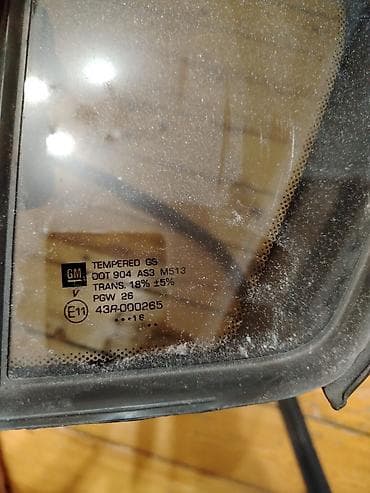 GM
TEMPERED GS
DOT 904 AS3 M513
TRANS. 18% ±5%
V
PGW 26
E11
43R-000265
•••16
••